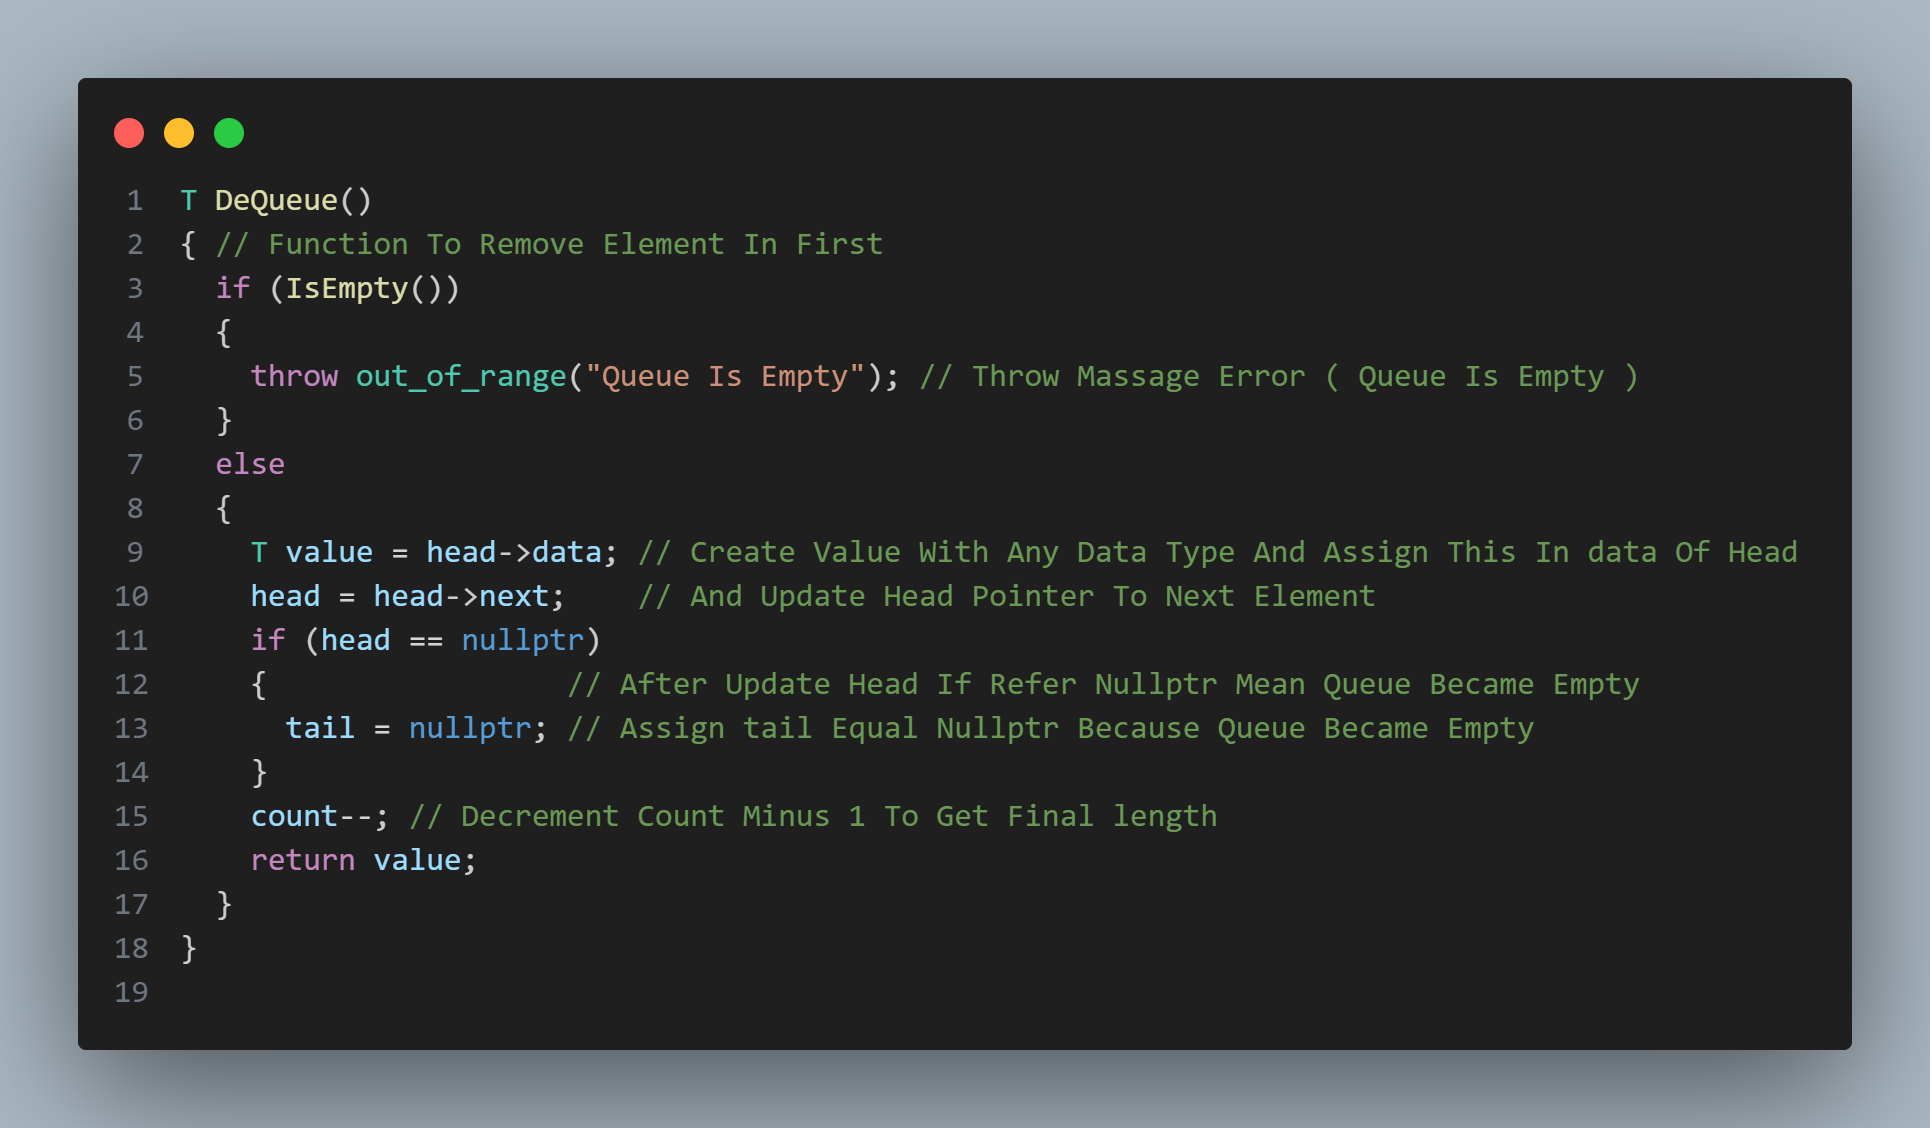 1 T DeQueue()
2 { // Function To Remove Element In First
3   if (IsEmpty())
4   {
5     throw out_of_range("Queue Is Empty"); // Throw Massage Error ( Queue Is Empty )
6   }
7   else
8   {
9     T value = head->data; // Create Value With Any Data Type And Assign This In data Of Head
10     head = head->next;    // And Update Head Pointer To Next Element
11     if (head == nullptr)
12     {                 // After Update Head If Refer Nullptr Mean Queue Became Empty
13       tail = nullptr; // Assign tail Equal Nullptr Because Queue Became Empty
14     }
15     count--; // Decrement Count Minus 1 To Get Final length
16     return value;
17   }
18 }
19